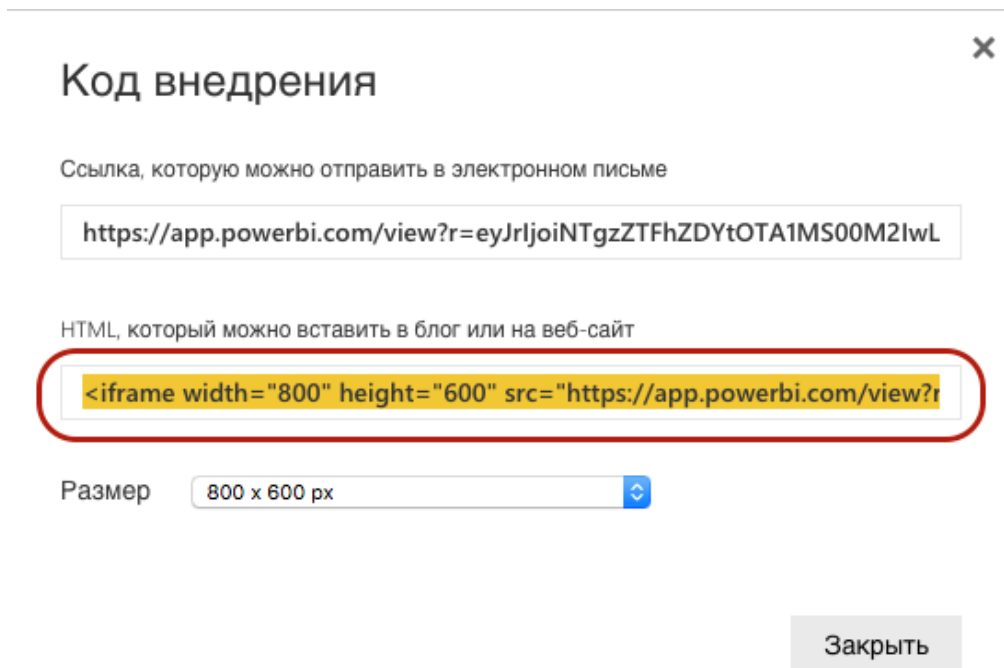 Код внедрения
Ссылка, которую можно отправить в электронном письме
https://app.powerbi.com/view?r=eyJrIjoiNTgzZTFhZDYtOTA1MS00M2IwL
HTML, который можно вставить в блог или на веб-сайт
<iframe width="800" height="600" src="https://app.powerbi.com/view?r
Размер 800 x 600 px
Закрыть